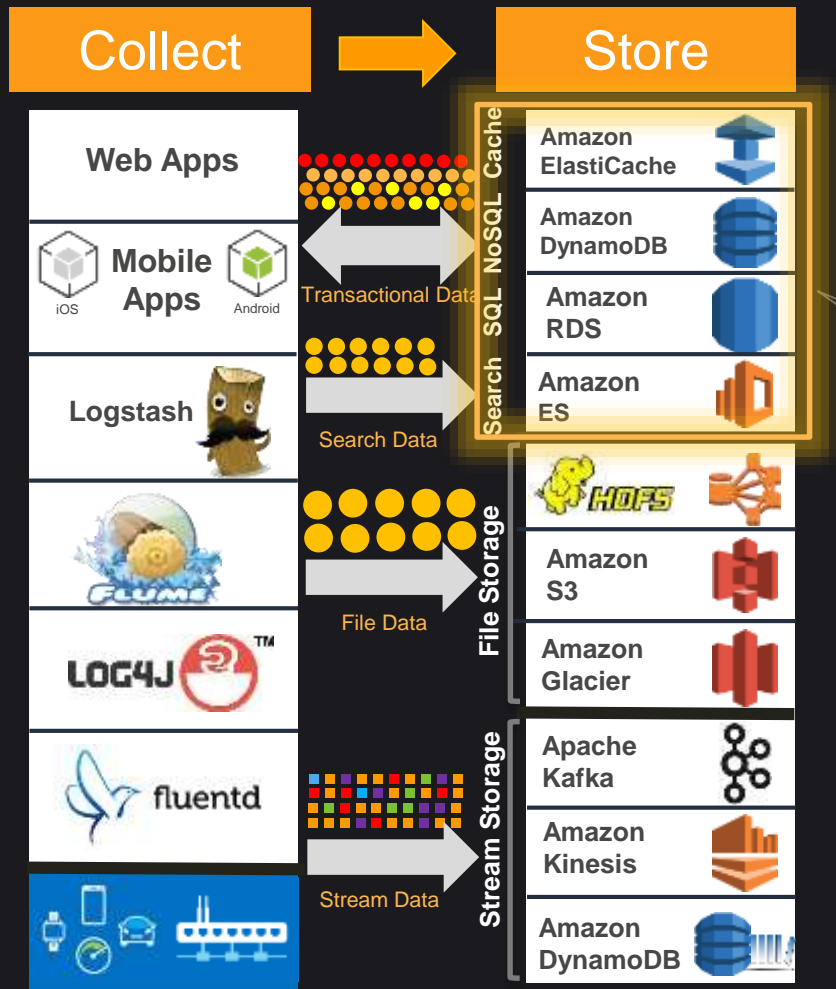 Collect
Store
Web Apps
iOS
Mobile
Apps
Android
Logstash
FLUME
LOG4J TM
fluentd
Transactional Data
Search Data
File Data
Stream Data
Cache
NoSQL
SQL
Search
File Storage
Stream Storage
Amazon
ElastiCache
Amazon
DynamoDB
Amazon
RDS
Amazon
ES
HDFS
Amazon
S3
Amazon
Glacier
Apache
Kafka
Amazon
Kinesis
Amazon
DynamoDB